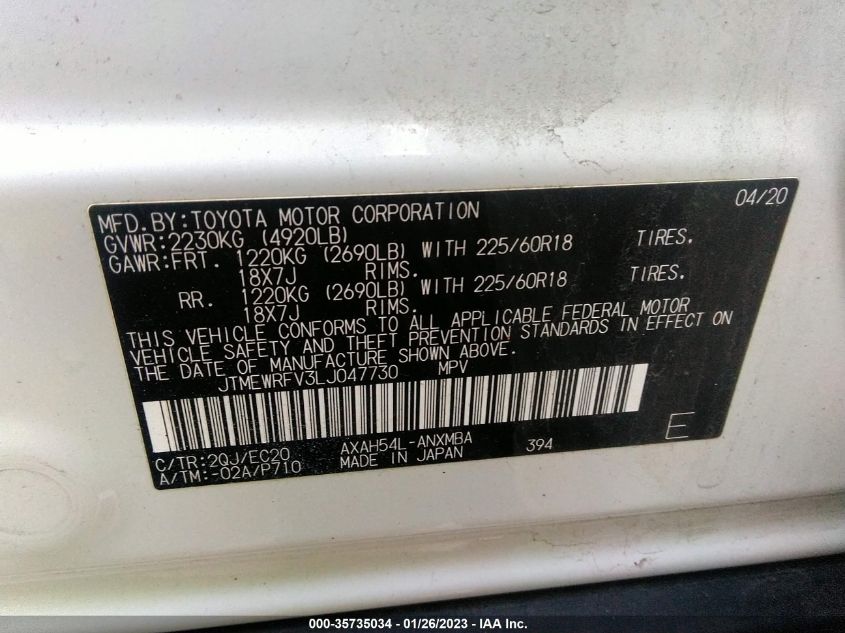 04/20
MFD.BY:TOYOTA MOTOR CORPORATION
GVWR:2230KG (4920LB)
GAWR:FRT. 1220KG (2690LB) WITH 225/60R18 TIRES.
18X7J RIMS.
RR. 1220KG (2690LB) WITH 225/60R18 TIRES.
18X7J RIMS.
THIS VEHICLE CONFORMS TO ALL APPLICABLE FEDERAL MOTOR
VEHICLE SAFETY AND THEFT PREVENTION STANDARDS IN EFFECT ON
THE DATE OF MANUFACTURE SHOWN ABOVE.
JTMEWRFV3LJ047730 MPV
C/TR:2QJ/EC20 AXAH54L-ANXMBA 394 E
A/TM:-02A/P710 MADE IN JAPAN
000-35735034 - 01/26/2023 - IAA Inc.